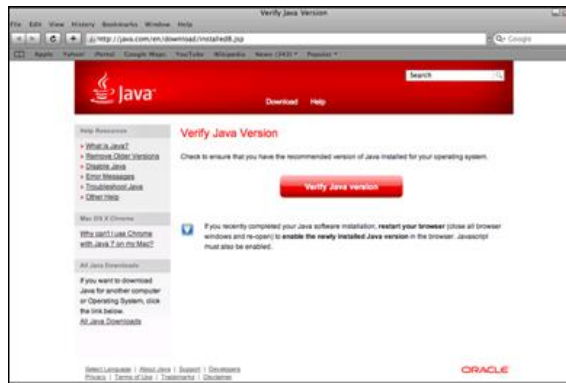 Verify Java Version
File Edit View History Bookmarks Window Help
http://java.com/en/download/installed8.jsp
Google
Apple Yahoo! Google Maps YouTube Wikipedia News (343) Popular
Search
Java
Download Help
Help Resources
What is Java?
Remove Older Versions
Disable Java
Error Messages
Troubleshoot Java
Other Help
Mac OS X Chrome
Why can't I use Chrome
with Java 7 on my Mac?
All Java Downloads
If you want to download
Java for another computer
or Operating System, click
the link below.
All Java Downloads
Verify Java Version
Check to ensure that you have the recommended version of Java installed for your operating system.
Verify Java version
If you recently completed your Java software installation, restart your browser (close all browser
windows and re-open) to enable the newly installed Java version in the browser. Javascript
must also be enabled.
Select Language | About Java | Support | Developers
Privacy | Terms of Use | Trademarks | Disclaimer
ORACLE